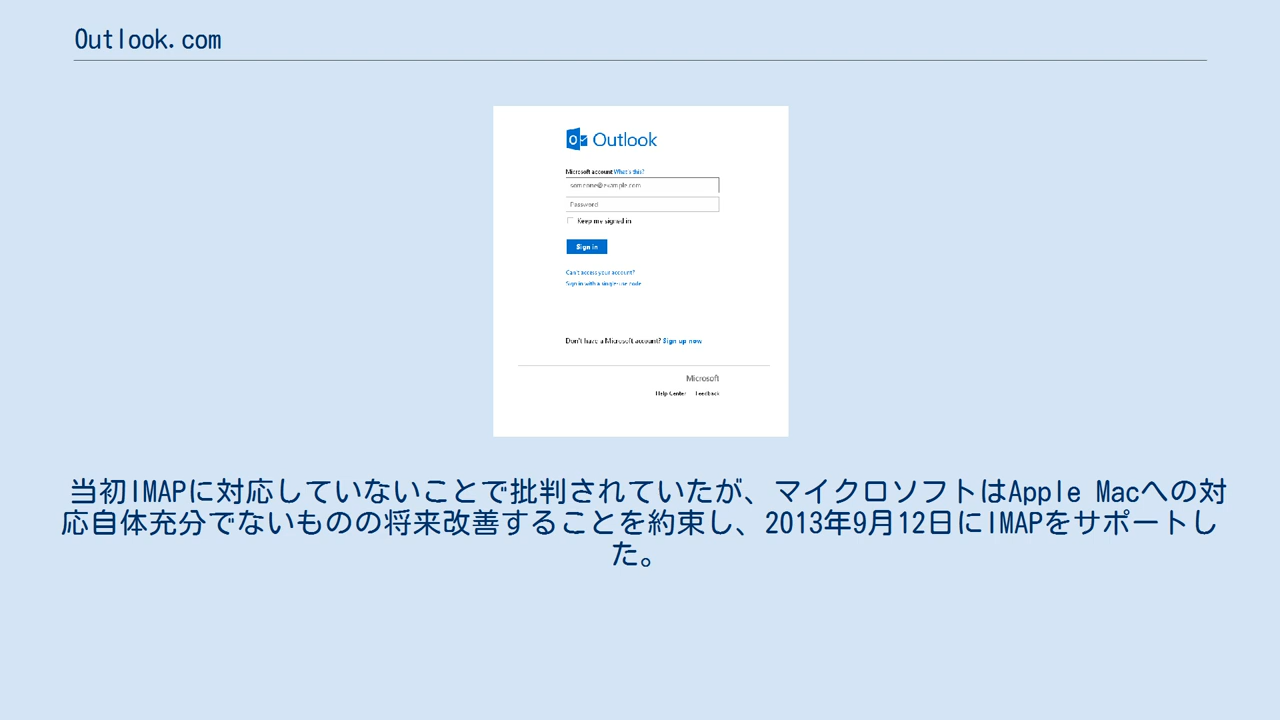 Outlook.com
Outlook
Microsoft account What's this?
someone@example.com
Password
Keep me signed in
Sign in
Can't access your account?
Sign in with a single-use code
Don't have a Microsoft account? Sign up now
Microsoft
Help Center Feedback
当初IMAPに対応していないことで批判されていたが、マイクロソフトはApple Macへの対
応自体充分でないものの将来改善することを約束し、2013年9月12日にIMAPをサポートし
た。